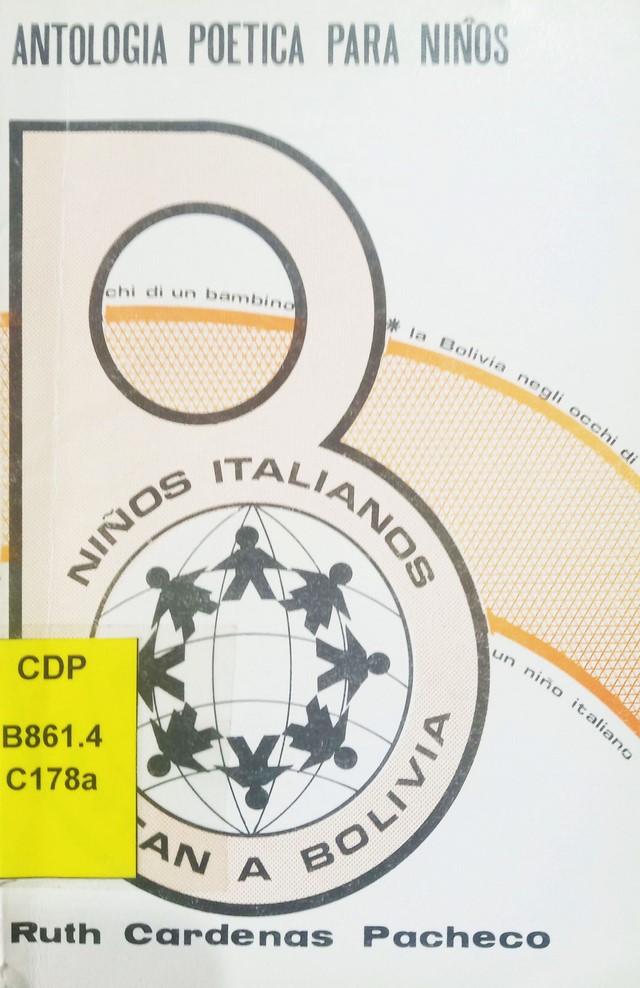 ANTOLOGIA POETICA PARA NIÑOS
chi di un bambino
* la Bolivia negli occhi di
NIÑOS ITALIANOS
un niño italiano
CDP
B861.4
C178a
TAN A BOLIVIA
Ruth Cardenas Pacheco